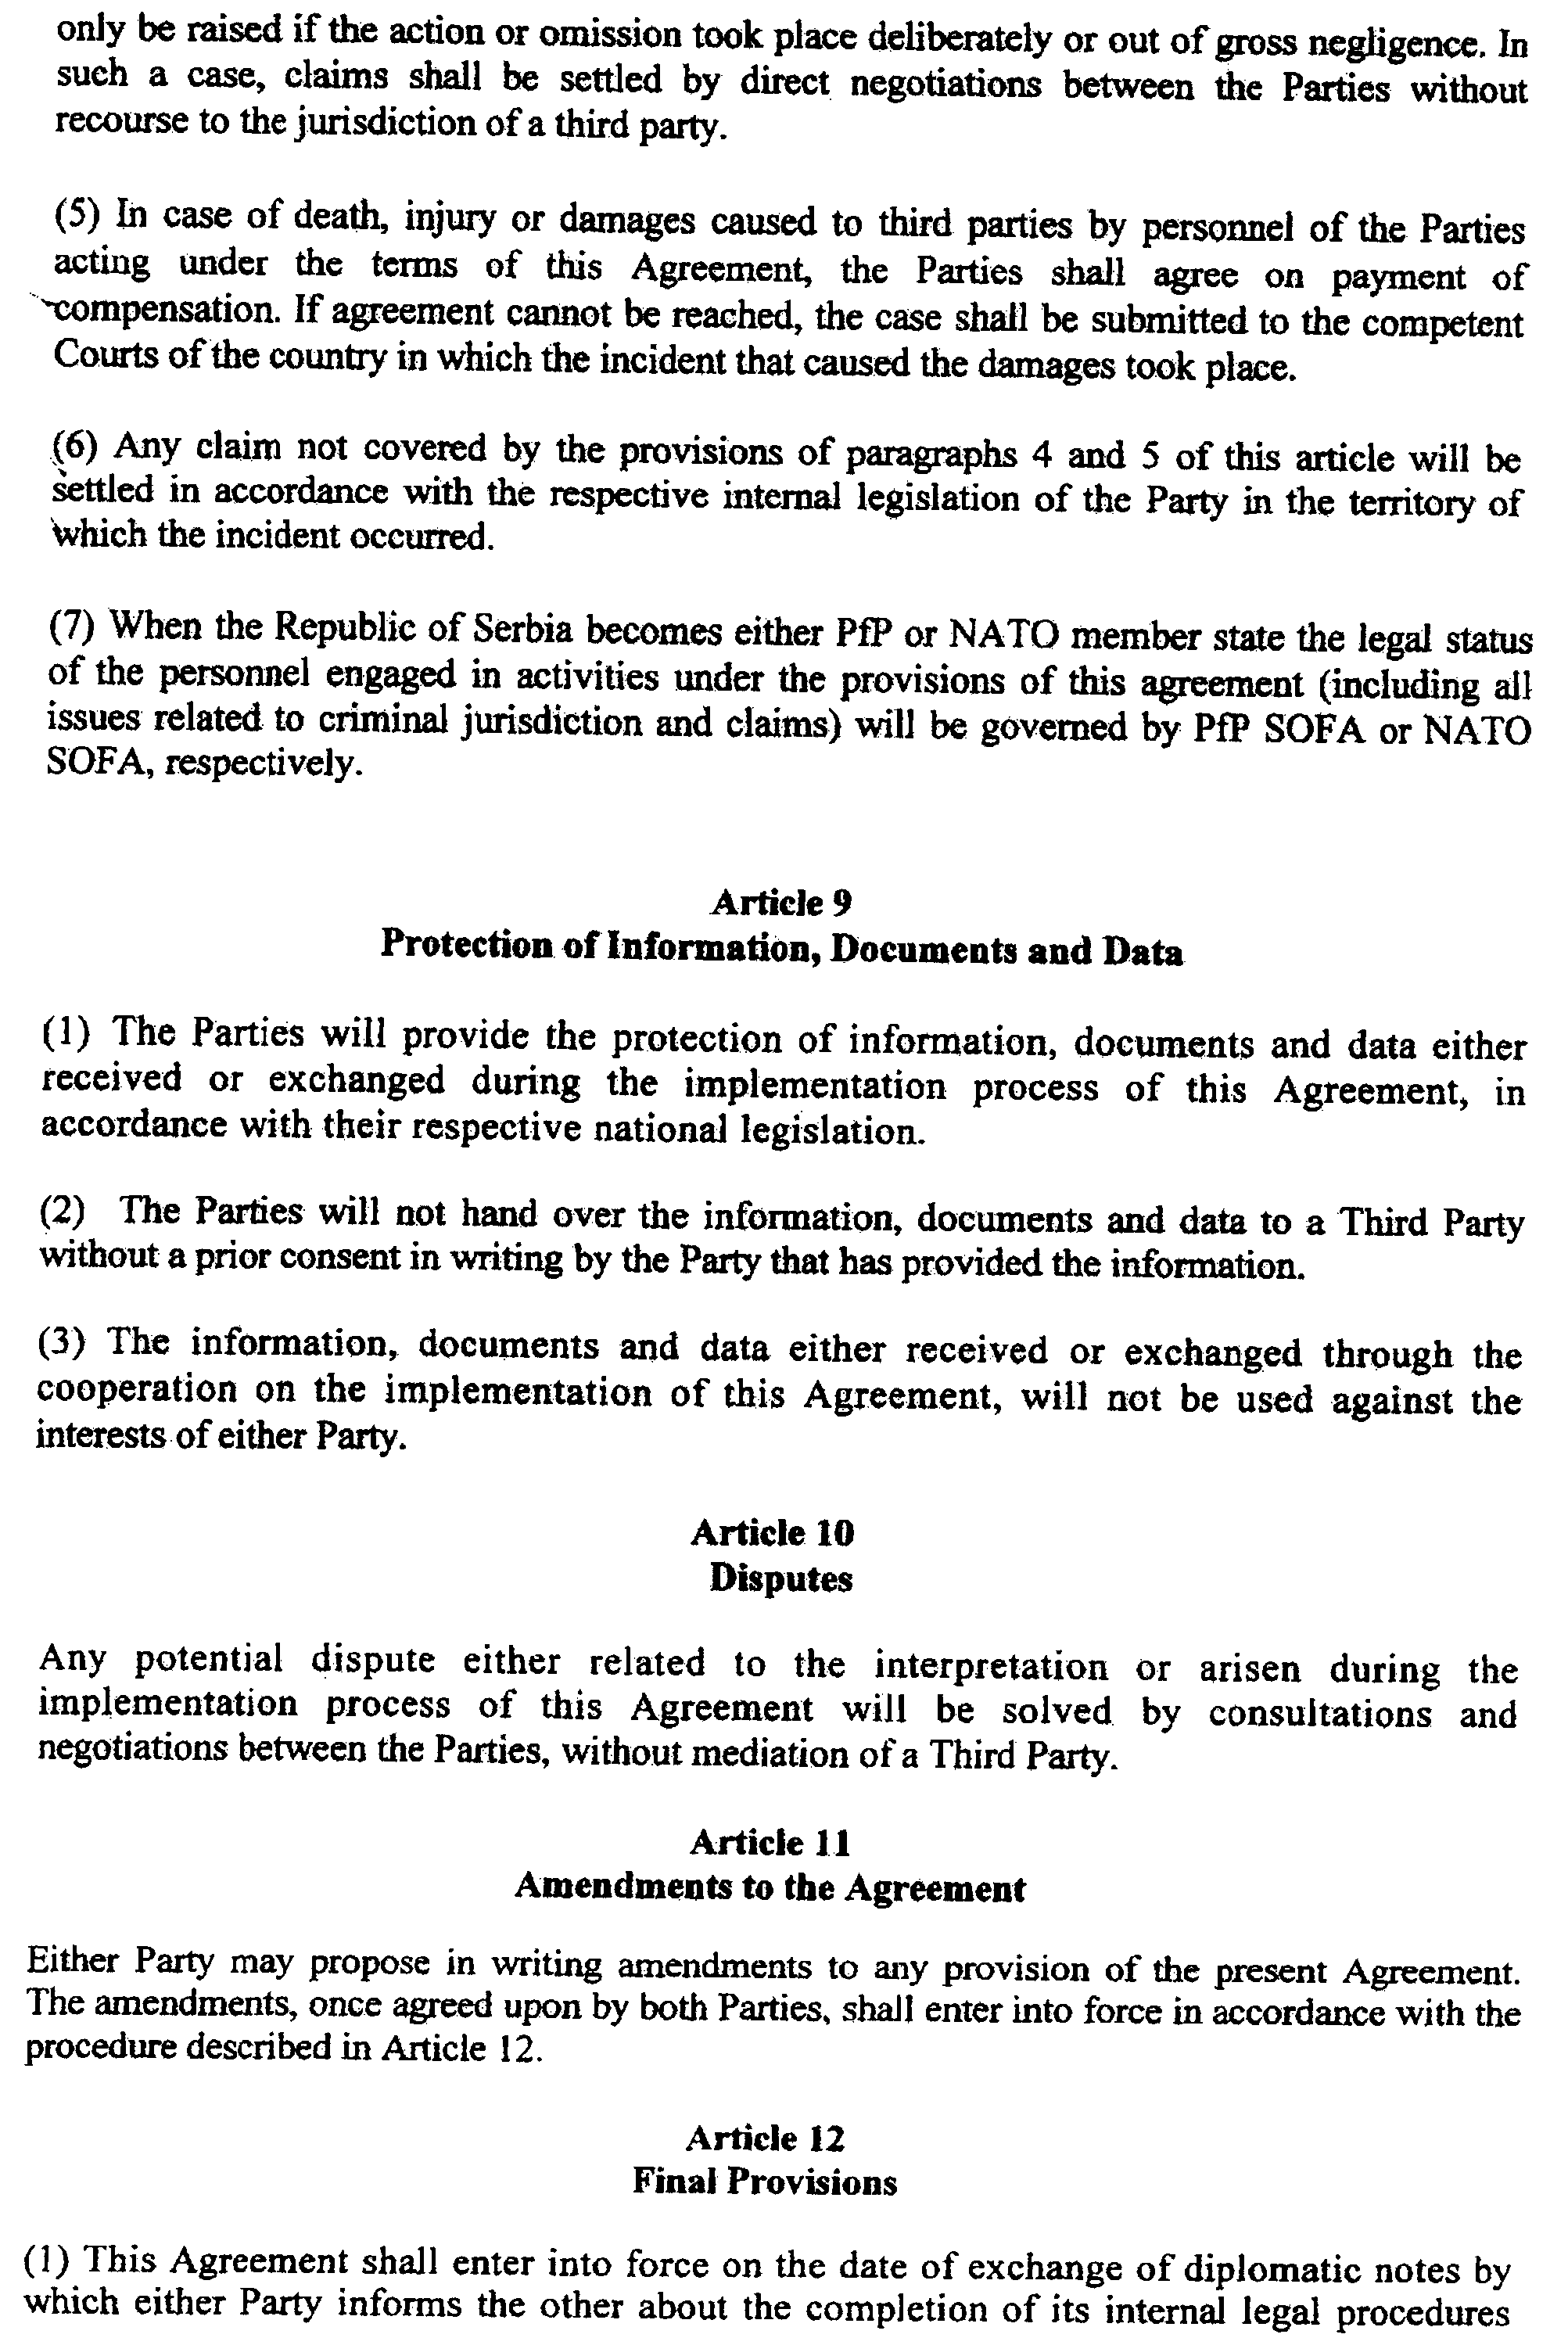 only be raised if the action or omission took place deliberately or out of gross negligence. In
such a case, claims shall be settled by direct negotiations between the Parties without
recourse to the jurisdiction of a third party.
(5) In case of death, injury or damages caused to third parties by personnel of the Parties
acting under the terms of this Agreement, the Parties shall agree on payment of
compensation. If agreement cannot be reached, the case shall be submitted to the competent
Courts of the country in which the incident that caused the damages took place.
(6) Any claim not covered by the provisions of paragraphs 4 and 5 of this article will be
settled in accordance with the respective internal legislation of the Party in the territory of
which the incident occurred.
(7) When the Republic of Serbia becomes either PfP or NATO member state the legal status
of the personnel engaged in activities under the provisions of this agreement (including all
issues related to criminal jurisdiction and claims) will be governed by PfP SOFA or NATO
SOFA, respectively.
Article 9
Protection of Information, Documents and Data
(1) The Parties will provide the protection of information, documents and data either
received or exchanged during the implementation process of this Agreement, in
accordance with their respective national legislation.
(2) The Parties will not hand over the information, documents and data to a Third Party
without a prior consent in writing by the Party that has provided the information.
(3) The information, documents and data either received or exchanged through the
cooperation on the implementation of this Agreement, will not be used against the
interests of either Party.
Article 10
Disputes
Any potential dispute either related to the interpretation or arisen during the
implementation process of this Agreement will be solved by consultations and
negotiations between the Parties, without mediation of a Third Party.
Article 11
Amendments to the Agreement
Either Party may propose in writing amendments to any provision of the present Agreement.
The amendments, once agreed upon by both Parties, shall enter into force in accordance with the
procedure described in Article 12.
Article 12
Final Provisions
(1) This Agreement shall enter into force on the date of exchange of diplomatic notes by
which either Party informs the other about the completion of its internal legal procedures